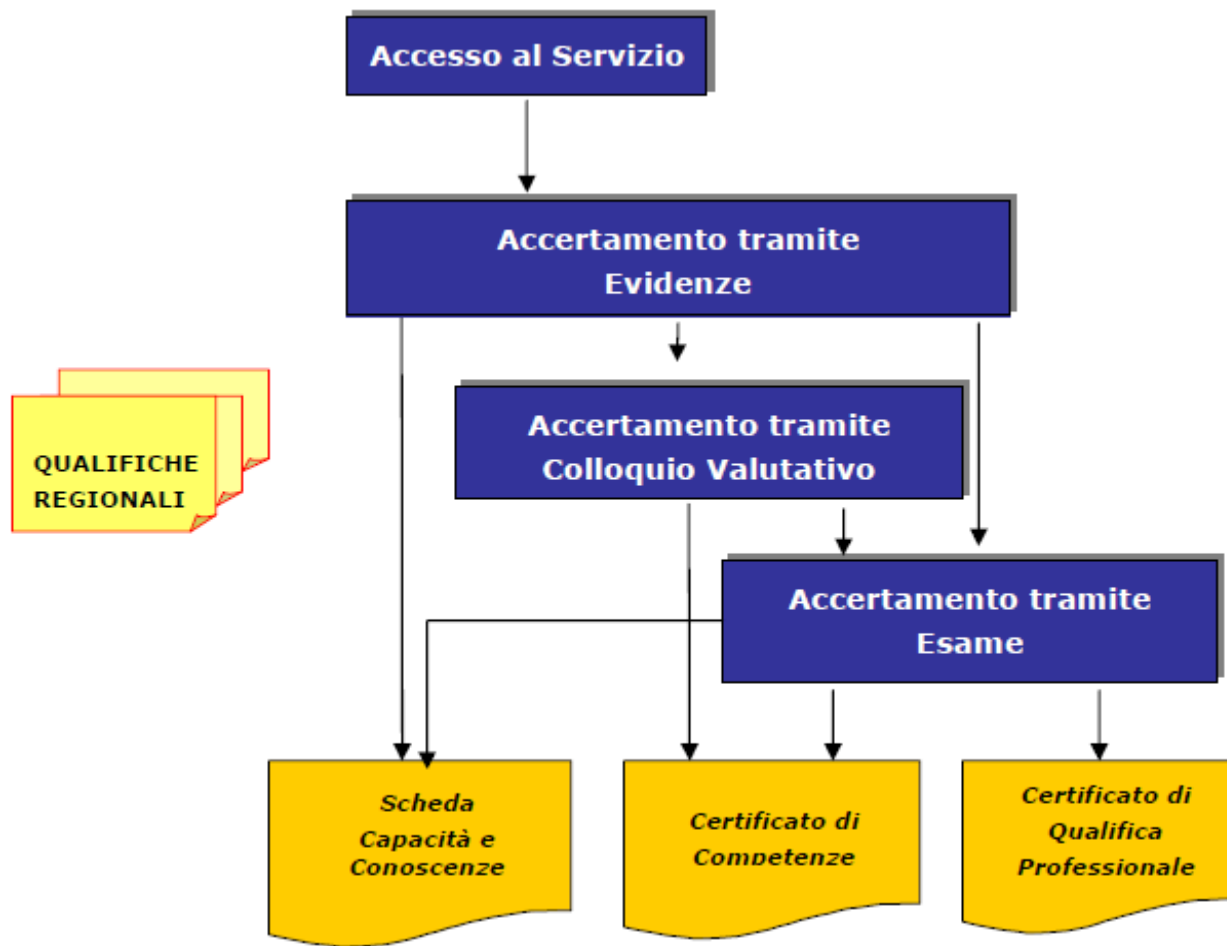 Accesso al Servizio
Accertamento tramite
Evidenze
Accertamento tramite
Colloquio Valutativo
QUALIFICHE
REGIONALI
Accertamento tramite
Esame
Scheda
Capacità e
Conoscenze
Certificato di
Competenze
Certificato di
Qualifica
Professionale